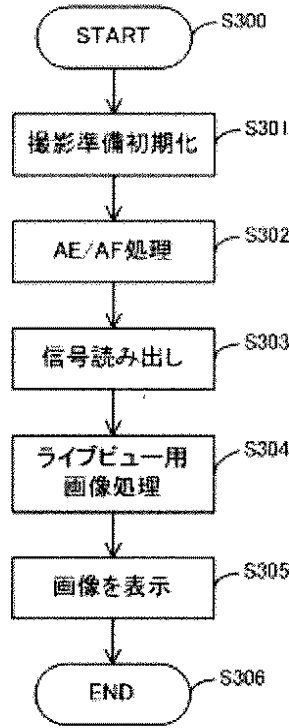 START
S300
撮影準備初期化
S301
AE/AF処理
S302
信号読み出し
S303
ライブビュー用
画像処理
S304
画像を表示
S305
END
S306